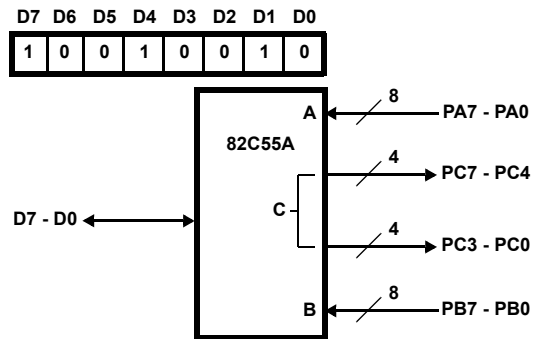 D7 D6 D5 D4 D3 D2 D1 D0
1 0 0 1 0 0 1 0
8
A PA7 - PA0
82C55A
4
PC7 - PC4
C
D7 - D0
4
PC3 - PC0
8
B PB7 - PB0